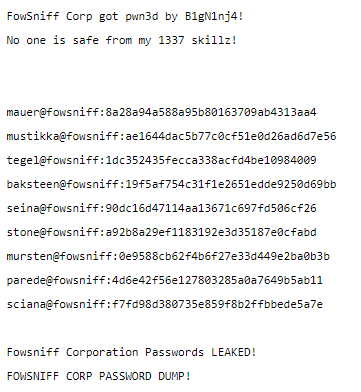 FowSniff Corp got pwn3d by B1gN1nj4!
No one is safe from my 1337 skillz!
mauer@fowsniff:8a28a94a588a95b80163709ab4313aa4
mustikka@fowsniff:ae1644dac5b77c0cf51e0d26ad6d7e56
tegel@fowsniff:1dc352435fecca338acfd4be10984009
baksteen@fowsniff:19f5af754c31f1e2651edde9250d69bb
seina@fowsniff:90dc16d47114aa13671c697fd506cf26
stone@fowsniff:a92b8a29ef1183192e3d35187e0cfabd
mursten@fowsniff:0e9588cb62f4b6f27e33d449e2ba0b3b
parede@fowsniff:4d6e42f56e127803285a0a7649b5ab11
sciana@fowsniff:f7fd98d380735e859f8b2ffbbede5a7e
Fowsniff Corporation Passwords LEAKED!
FOWSNIFF CORP PASSWORD DUMP!